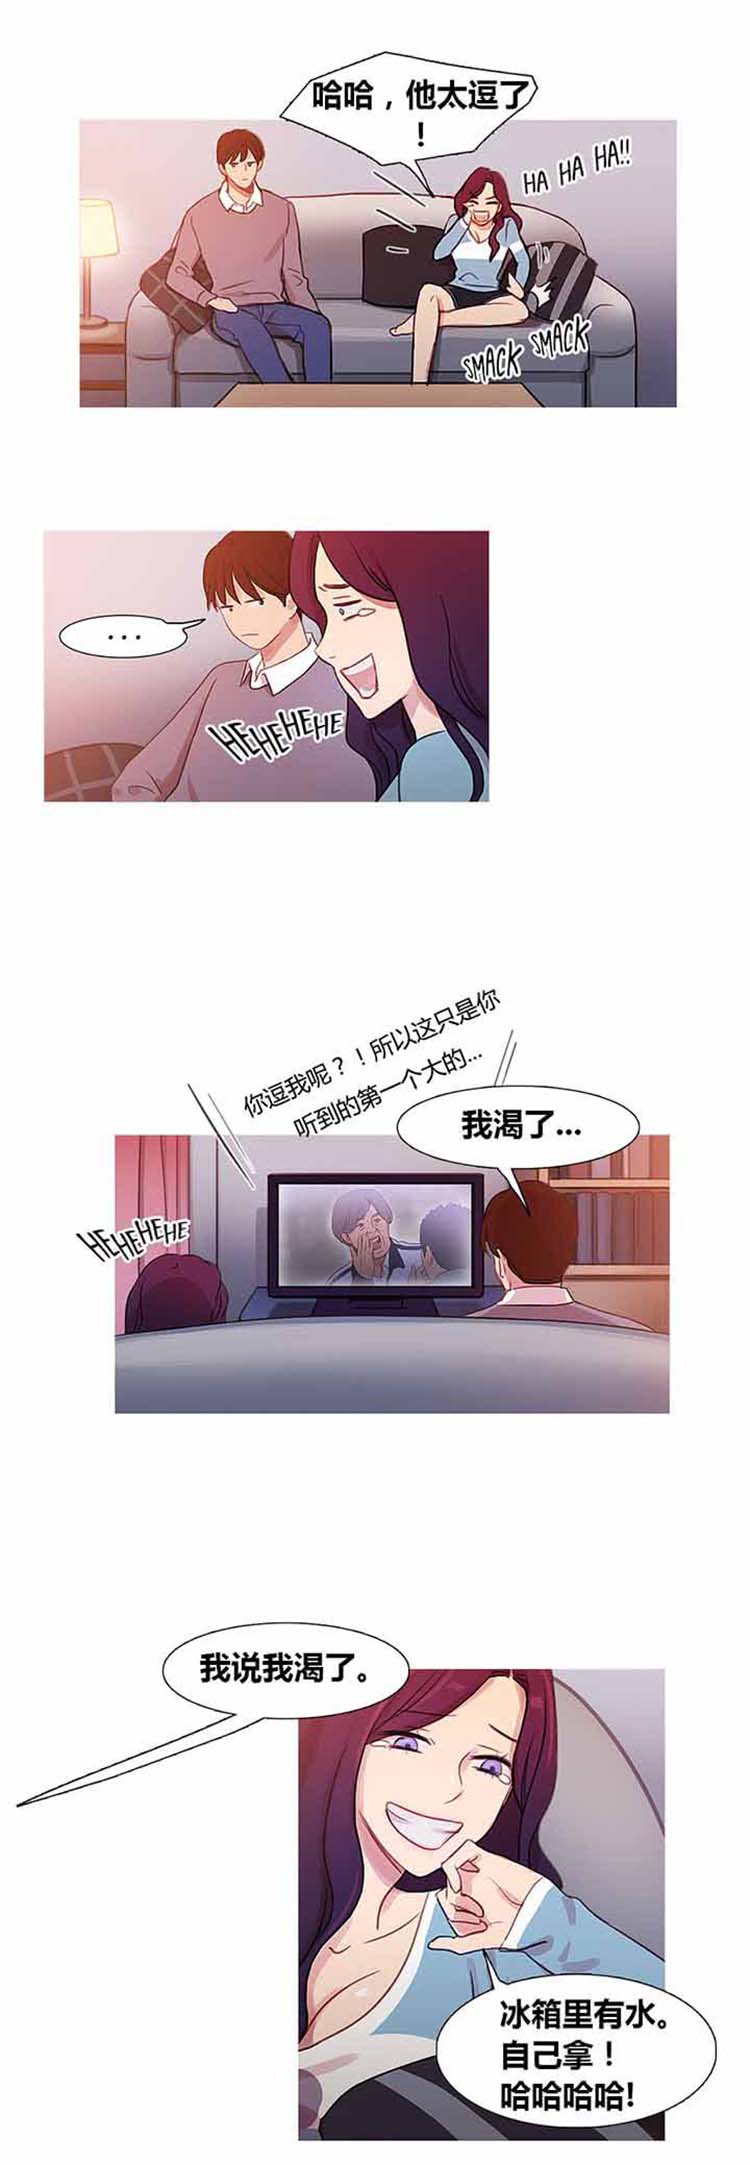 哈哈，他太逗了
！
HA HA HA!!
SMACK SMACK
...
HEHEHEHE
你逗我呢？！所以这只是你
听到的第一个大的...
我渴了...
HEHEHEHE
我说我渴了。
冰箱里有水。
自己拿！
哈哈哈哈!